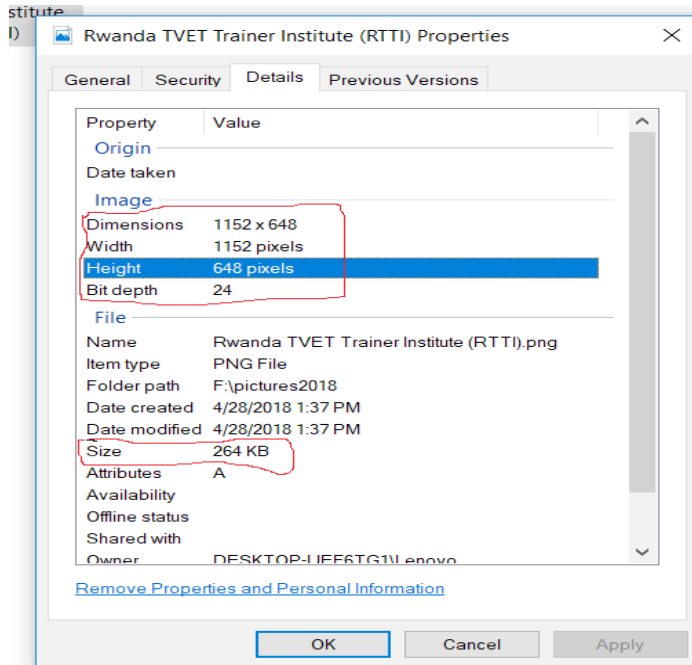 stitute
I)
Rwanda TVET Trainer Institute (RTTI) Properties
General Security Details Previous Versions
Property Value
Origin
Date taken
Image
Dimensions 1152 x 648
Width 1152 pixels
Height 648 pixels
Bit depth 24
File
Name Rwanda TVET Trainer Institute (RTTI).png
Item type PNG File
Folder path F:\pictures2018
Date created 4/28/2018 1:37 PM
Date modified 4/28/2018 1:37 PM
Size 264 KB
Attributes A
Availability
Offline status
Shared with
Owner DESKTOP-UEF6TG1\Lenovo
Remove Properties and Personal Information
OK Cancel Apply